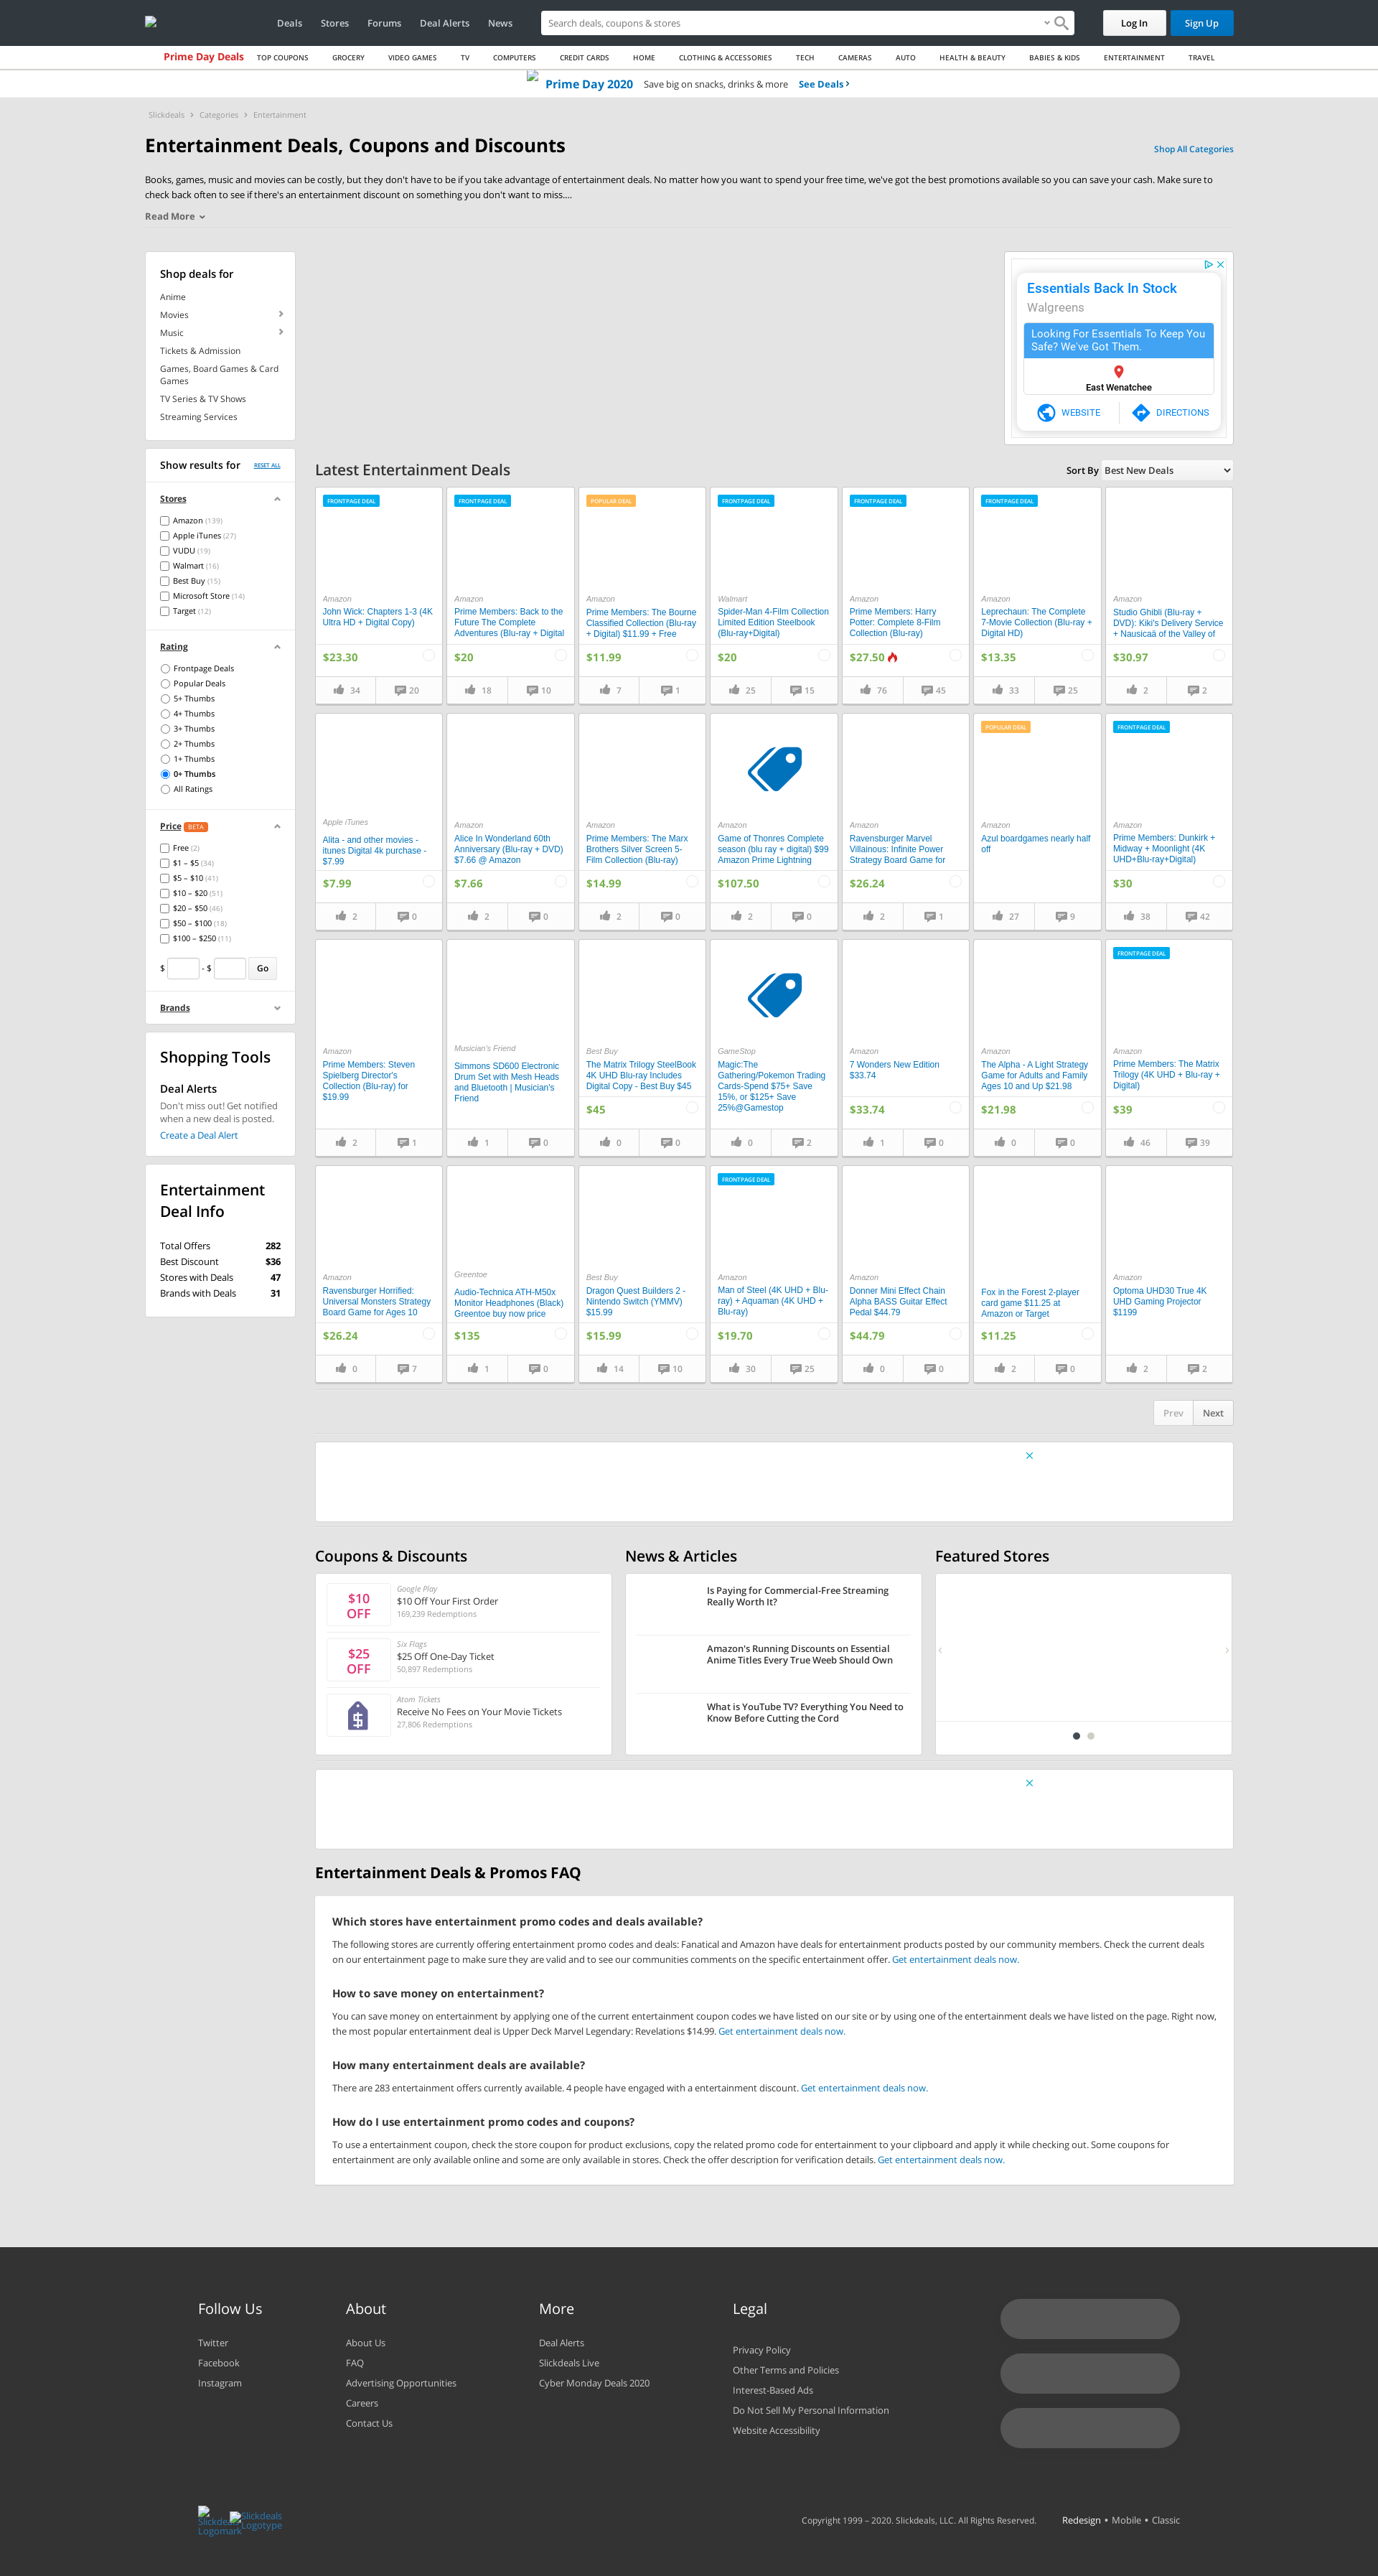 Deals Stores Forums Deal Alerts News Search deals, coupons & stores Log In Sign Up
Prime Day Deals TOP COUPONS GROCERY VIDEO GAMES TV COMPUTERS CREDIT CARDS HOME CLOTHING & ACCESSORIES TECH CAMERAS AUTO HEALTH & BEAUTY BABIES & KIDS ENTERTAINMENT TRAVEL
Prime Day 2020 Save big on snacks, drinks & more See Deals
Slickdeals Categories Entertainment
Entertainment Deals, Coupons and Discounts
Shop All Categories
Books, games, music and movies can be costly, but they don't have to be if you take advantage of entertainment deals. No matter how you want to spend your free time, we've got the best promotions available so you can save your cash. Make sure to
check back often to see if there's an entertainment discount on something you don't want to miss....
Read More
Shop deals for
Anime
Movies
Music
Tickets & Admission
Games, Board Games & Card
Games
TV Series & TV Shows
Streaming Services
Essentials Back In Stock
Walgreens
Looking For Essentials To Keep You
Safe? We've Got Them.
East Wenatchee
WEBSITE DIRECTIONS
Show results for RESET ALL
Stores
Amazon (139)
Apple iTunes (27)
VUDU (19)
Walmart (16)
Best Buy (15)
Microsoft Store (14)
Target (12)
Rating
Frontpage Deals
Popular Deals
5+ Thumbs
4+ Thumbs
3+ Thumbs
2+ Thumbs
1+ Thumbs
0+ Thumbs
All Ratings
Price BETA
Free (2)
$1 – $5 (34)
$5 – $10 (41)
$10 – $20 (51)
$20 – $50 (46)
$50 – $100 (18)
$100 – $250 (11)
$ - $ Go
Brands
Shopping Tools
Deal Alerts
Don't miss out! Get notified
when a new deal is posted.
Create a Deal Alert
Entertainment
Deal Info
Total Offers 282
Best Discount $36
Stores with Deals 47
Brands with Deals 31
Latest Entertainment Deals
Sort By Best New Deals
FRONTPAGE DEAL
Amazon
John Wick: Chapters 1-3 (4K
Ultra HD + Digital Copy)
$23.30
34 20
FRONTPAGE DEAL
Amazon
Prime Members: Back to the
Future The Complete
Adventures (Blu-ray + Digital
$20
18 10
POPULAR DEAL
Amazon
Prime Members: The Bourne
Classified Collection (Blu-ray
+ Digital) $11.99 + Free
$11.99
7 1
FRONTPAGE DEAL
Walmart
Spider-Man 4-Film Collection
Limited Edition Steelbook
(Blu-ray+Digital)
$20
25 15
FRONTPAGE DEAL
Amazon
Prime Members: Harry
Potter: Complete 8-Film
Collection (Blu-ray)
$27.50
76 45
FRONTPAGE DEAL
Amazon
Leprechaun: The Complete
7-Movie Collection (Blu-ray +
Digital HD)
$13.35
33 25
Amazon
Studio Ghibli (Blu-ray +
DVD): Kiki's Delivery Service
+ Nausicaä of the Valley of
$30.97
2 2
Apple iTunes
Alita - and other movies -
itunes Digital 4k purchase -
$7.99
$7.99
2 0
Amazon
Alice In Wonderland 60th
Anniversary (Blu-ray + DVD)
$7.66 @ Amazon
$7.66
2 0
Amazon
Prime Members: The Marx
Brothers Silver Screen 5-
Film Collection (Blu-ray)
$14.99
2 0
Amazon
Game of Thonres Complete
season (blu ray + digital) $99
Amazon Prime Lightning
$107.50
2 0
Amazon
Ravensburger Marvel
Villainous: Infinite Power
Strategy Board Game for
$26.24
2 1
POPULAR DEAL
Amazon
Azul boardgames nearly half
off
27 9
FRONTPAGE DEAL
Amazon
Prime Members: Dunkirk +
Midway + Moonlight (4K
UHD+Blu-ray+Digital)
$30
38 42
Amazon
Prime Members: Steven
Spielberg Director's
Collection (Blu-ray) for
$19.99
2 1
Musician's Friend
Simmons SD600 Electronic
Drum Set with Mesh Heads
and Bluetooth | Musician's
Friend
1 0
Best Buy
The Matrix Trilogy SteelBook
4K UHD Blu-ray Includes
Digital Copy - Best Buy $45
$45
0 0
GameStop
Magic:The
Gathering/Pokemon Trading
Cards-Spend $75+ Save
15%, or $125+ Save
25%@Gamestop
0 2
Amazon
7 Wonders New Edition
$33.74
$33.74
1 0
Amazon
The Alpha - A Light Strategy
Game for Adults and Family
Ages 10 and Up $21.98
$21.98
0 0
FRONTPAGE DEAL
Amazon
Prime Members: The Matrix
Trilogy (4K UHD + Blu-ray +
Digital)
$39
46 39
Amazon
Ravensburger Horrified:
Universal Monsters Strategy
Board Game for Ages 10
$26.24
0 7
Greentoe
Audio-Technica ATH-M50x
Monitor Headphones (Black)
Greentoe buy now price
$135
1 0
Best Buy
Dragon Quest Builders 2 -
Nintendo Switch (YMMV)
$15.99
$15.99
14 10
FRONTPAGE DEAL
Amazon
Man of Steel (4K UHD + Blu-
ray) + Aquaman (4K UHD +
Blu-ray)
$19.70
30 25
Amazon
Donner Mini Effect Chain
Alpha BASS Guitar Effect
Pedal $44.79
$44.79
0 0
Fox in the Forest 2-player
card game $11.25 at
Amazon or Target
$11.25
2 0
Amazon
Optoma UHD30 True 4K
UHD Gaming Projector
$1199
2 2
Prev Next
Coupons & Discounts
$10
OFF
Google Play
$10 Off Your First Order
169,239 Redemptions
$25
OFF
Six Flags
$25 Off One-Day Ticket
50,897 Redemptions
Atom Tickets
Receive No Fees on Your Movie Tickets
27,806 Redemptions
News & Articles
Is Paying for Commercial-Free Streaming
Really Worth It?
Amazon's Running Discounts on Essential
Anime Titles Every True Weeb Should Own
What is YouTube TV? Everything You Need to
Know Before Cutting the Cord
Featured Stores
Entertainment Deals & Promos FAQ
Which stores have entertainment promo codes and deals available?
The following stores are currently offering entertainment promo codes and deals: Fanatical and Amazon have deals for entertainment products posted by our community members. Check the current deals
on our entertainment page to make sure they are valid and to see our communities comments on the specific entertainment offer. Get entertainment deals now.
How to save money on entertainment?
You can save money on entertainment by applying one of the current entertainment coupon codes we have listed on our site or by using one of the entertainment deals we have listed on the page. Right now,
the most popular entertainment deal is Upper Deck Marvel Legendary: Revelations $14.99. Get entertainment deals now.
How many entertainment deals are available?
There are 283 entertainment offers currently available. 4 people have engaged with a entertainment discount. Get entertainment deals now.
How do I use entertainment promo codes and coupons?
To use a entertainment coupon, check the store coupon for product exclusions, copy the related promo code for entertainment to your clipboard and apply it while checking out. Some coupons for
entertainment are only available online and some are only available in stores. Check the offer description for verification details. Get entertainment deals now.
Follow Us
Twitter
Facebook
Instagram
About
About Us
FAQ
Advertising Opportunities
Careers
Contact Us
More
Deal Alerts
Slickdeals Live
Cyber Monday Deals 2020
Legal
Privacy Policy
Other Terms and Policies
Interest-Based Ads
Do Not Sell My Personal Information
Website Accessibility
Slickdeals
Logomark
Slickdeals
Logotype
Copyright 1999 – 2020. Slickdeals, LLC. All Rights Reserved. Redesign • Mobile • Classic